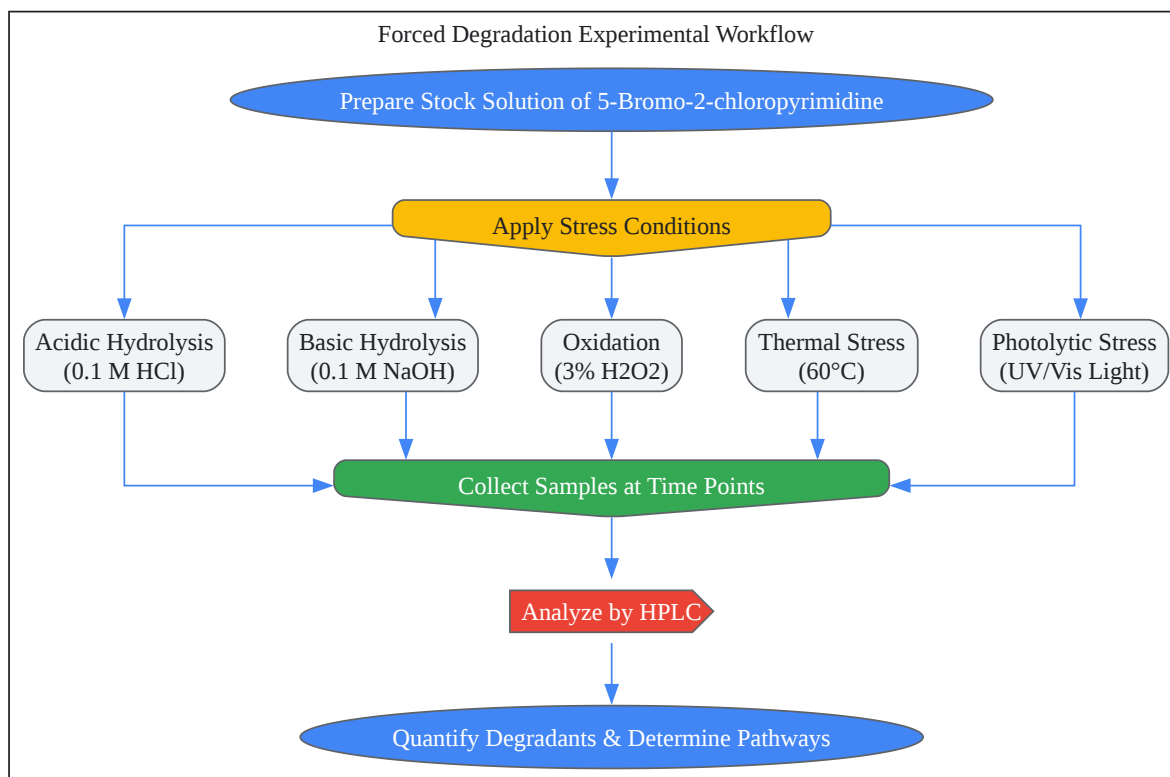 Forced Degradation Experimental Workflow
Prepare Stock Solution of 5-Bromo-2-chloropyrimidine
Apply Stress Conditions
Acidic Hydrolysis
(0.1 M HCl)
Basic Hydrolysis
(0.1 M NaOH)
Oxidation
(3% H2O2)
Thermal Stress
(60°C)
Photolytic Stress
(UV/Vis Light)
Collect Samples at Time Points
Analyze by HPLC
Quantify Degradants & Determine Pathways